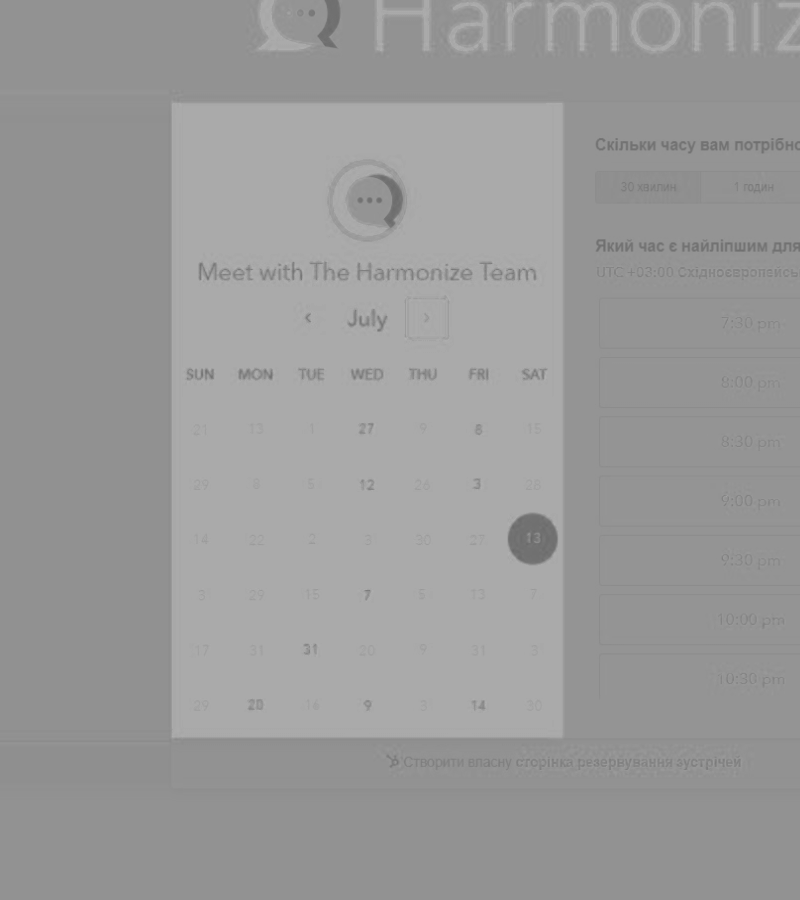 Harmoniz
Meet with The Harmonize Team
July
SUN MON TUE WED THU FRI SAT
21 13 1 27 9 8 15
29 8 5 12 26 3 28
14 22 2 3 30 27 13
3 29 15 7 5 13 7
17 31 31 20 9 31 3
29 20 16 9 3 14 30
Скільки часу вам потрібно
30 хвилин 1 годин
Який час є найліпшим для
UTC +03:00 Східноєвропейсь
7:30 pm
8:00 pm
8:30 pm
9:00 pm
9:30 pm
10:00 pm
10:30 pm
Створити власну сторінка резервування зустрічей